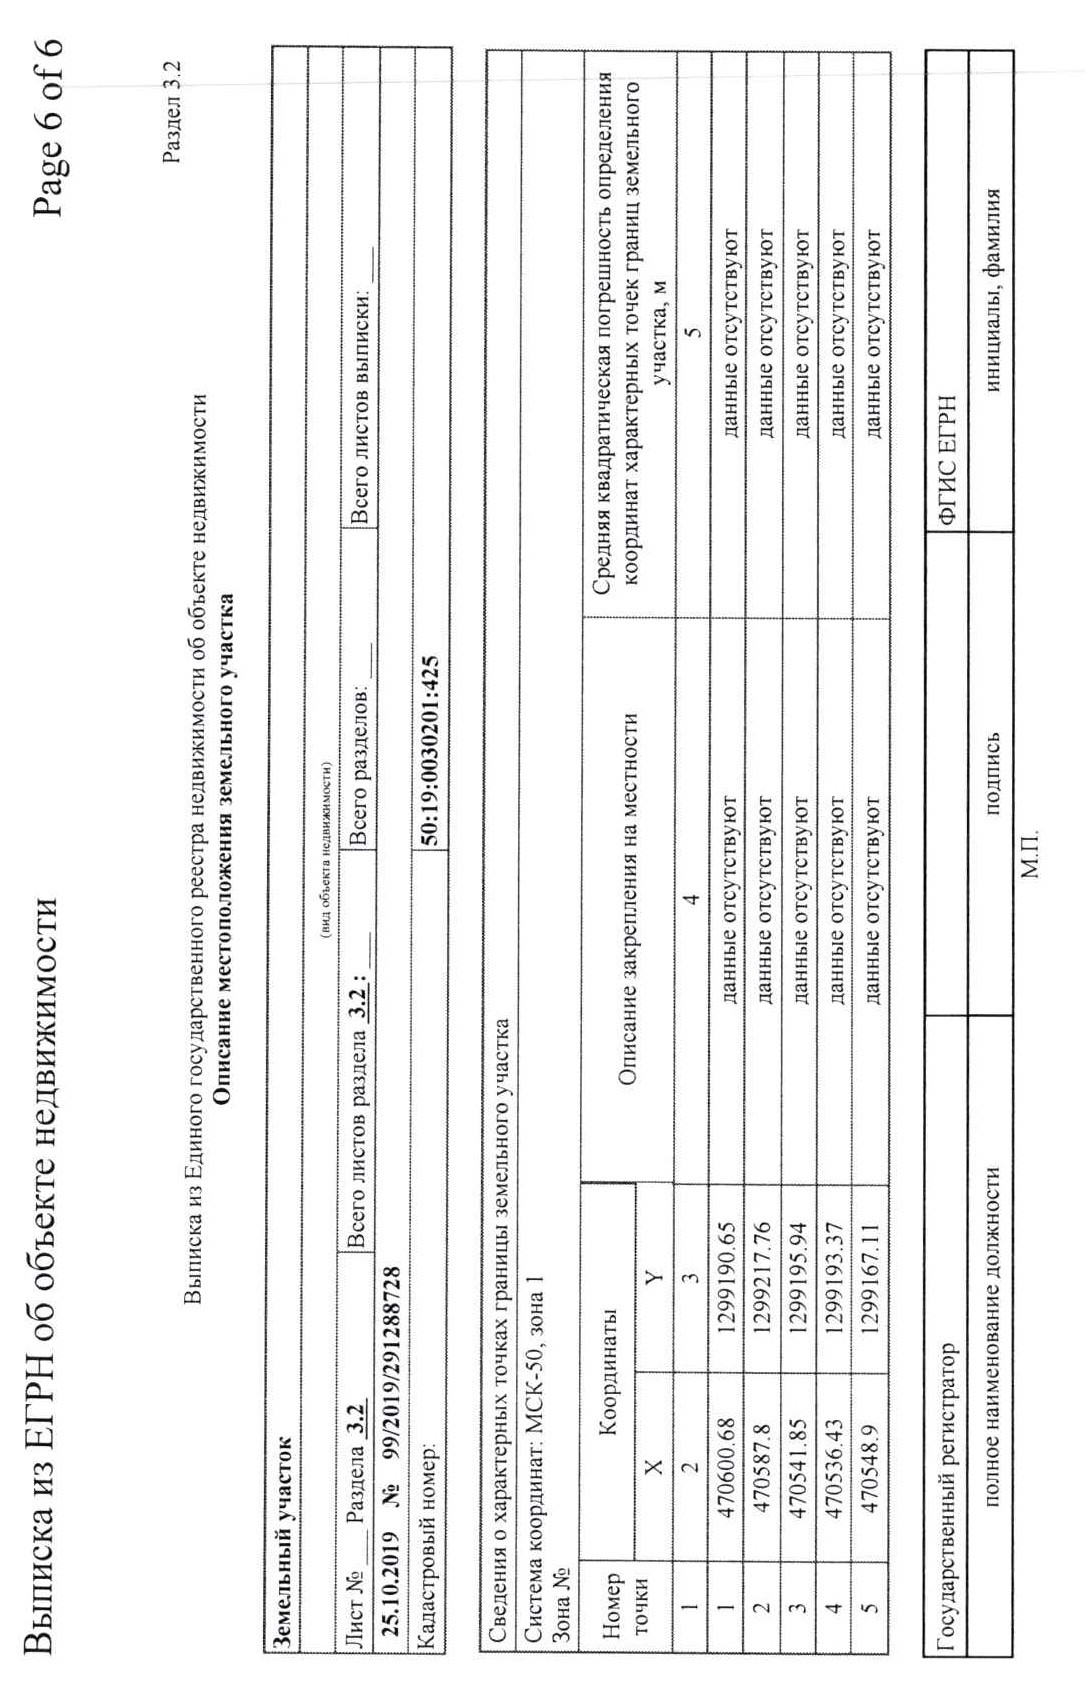 Выписка из ЕГРН об объекте недвижимости Page 6 of 6
Раздел 3.2
Выписка из Единого государственного реестра недвижимости об объекте недвижимости
Описание местоположения земельного участка
Земельный участок
(вид объекта недвижимости)
Лист № ___ Раздела 3.2 Всего листов раздела 3.2 : ___ Всего разделов: ___ Всего листов выписки: ___
25.10.2019 № 99/2019/291288728
Кадастровый номер: 50:19:0030201:425
Сведения о характерных точках границы земельного участка
Система координат: МСК-50, зона 1
Зона №
Номер точки Координаты Описание закрепления на местности Средняя квадратическая погрешность определения
координат характерных точек границ земельного
участка, м
X Y
1 2 3 4 5
1 470600.68 1299190.65 данные отсутствуют данные отсутствуют
2 470587.8 1299217.76 данные отсутствуют данные отсутствуют
3 470541.85 1299195.94 данные отсутствуют данные отсутствуют
4 470536.43 1299193.37 данные отсутствуют данные отсутствуют
5 470548.9 1299167.11 данные отсутствуют данные отсутствуют
Государственный регистратор ФГИС ЕГРН
полное наименование должности подпись инициалы, фамилия
М.П.